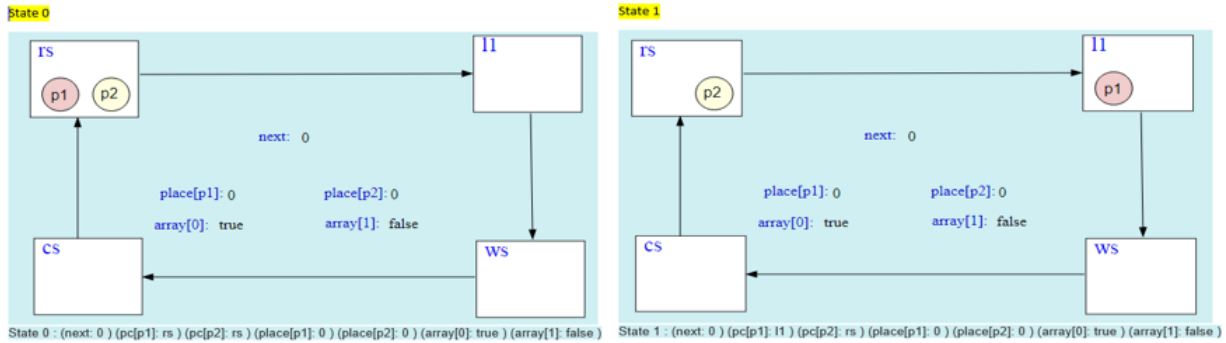 State 0
rs
l1
p1 p2
next: 0
place[p1]: 0 place[p2]: 0
array[0]: true array[1]: false
cs
ws
State 0 : (next: 0 ) (pc[p1]: rs ) (pc[p2]: rs ) (place[p1]: 0 ) (place[p2]: 0 ) (array[0]: true ) (array[1]: false )
State 1
rs
l1
p2
p1
next: 0
place[p1]: 0 place[p2]: 0
array[0]: true array[1]: false
cs
ws
State 1 : (next: 0 ) (pc[p1]: l1 ) (pc[p2]: rs ) (place[p1]: 0 ) (place[p2]: 0 ) (array[0]: true ) (array[1]: false )